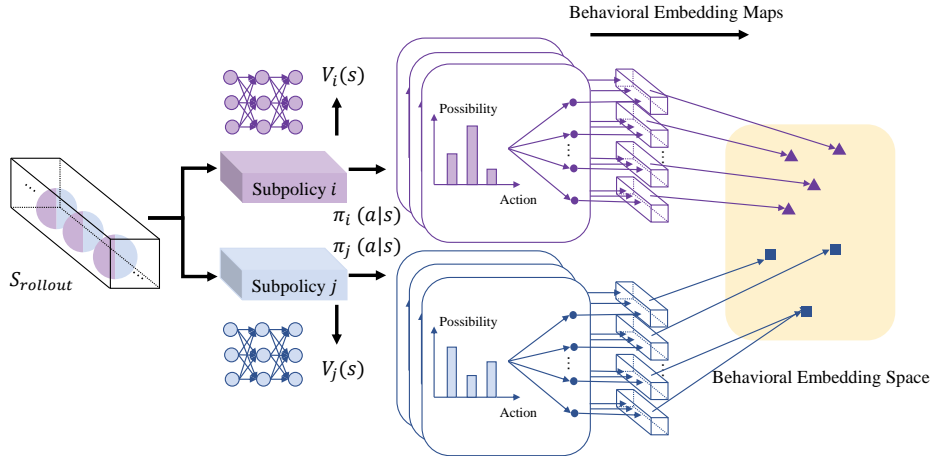 Behavioral Embedding Maps
V_i(s)
Possibility
Action
Subpolicy i
π_i (a|s)
π_j (a|s)
S_rollout
Subpolicy j
Possibility
Action
V_j(s)
Behavioral Embedding Space